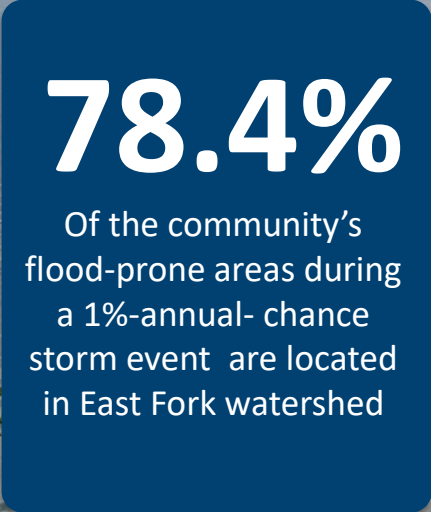 78.4%
Of the community’s
flood-prone areas during
a 1%-annual- chance
storm event  are located
in East Fork watershed